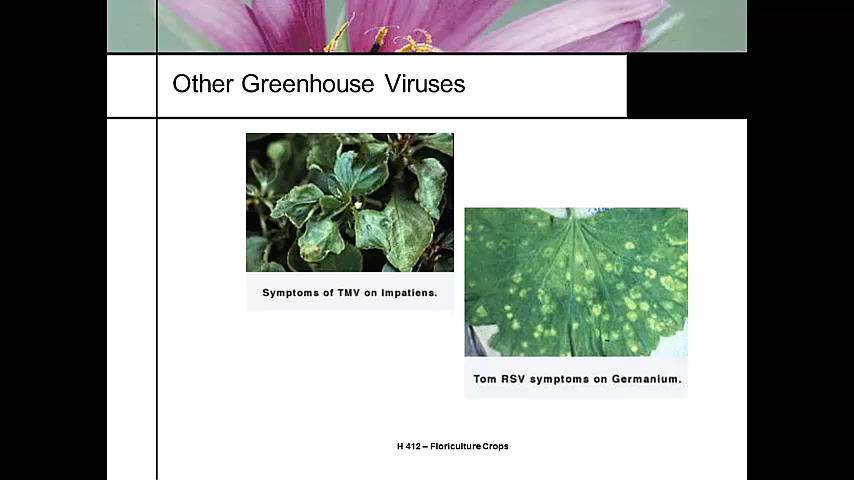 Other Greenhouse Viruses
Symptoms of TMV on Impatiens.
Tom RSV symptoms on Germanium.
H 412 – Floriculture Crops